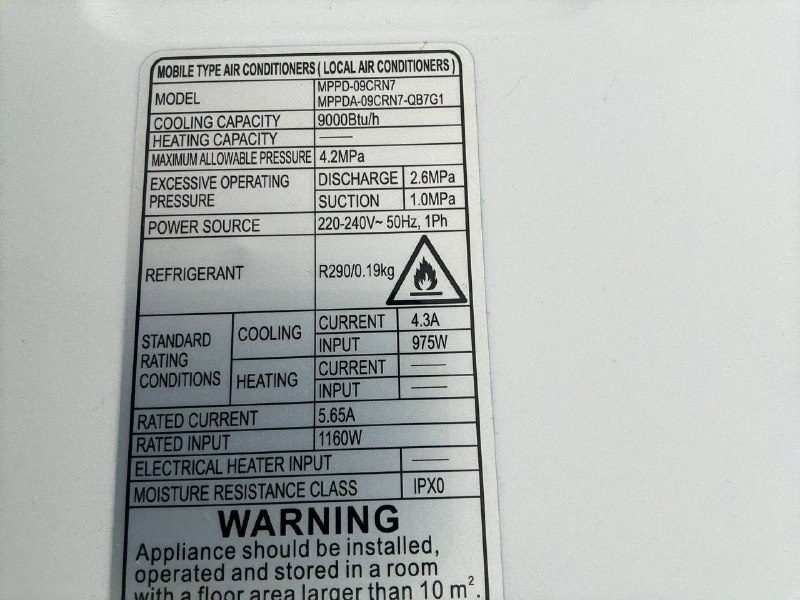 MOBILE TYPE AIR CONDITIONERS ( LOCAL AIR CONDITIONERS )
MODEL MPPD-09CRN7
MPPDA-09CRN7-QB7G1
COOLING CAPACITY 9000Btu/h
HEATING CAPACITY ——
MAXIMUM ALLOWABLE PRESSURE 4.2MPa
EXCESSIVE OPERATING PRESSURE DISCHARGE 2.6MPa
SUCTION 1.0MPa
POWER SOURCE 220-240V~ 50Hz, 1Ph
REFRIGERANT R290/0.19kg
STANDARD RATING CONDITIONS COOLING CURRENT 4.3A
INPUT 975W
HEATING CURRENT ——
INPUT ——
RATED CURRENT 5.65A
RATED INPUT 1160W
ELECTRICAL HEATER INPUT ——
MOISTURE RESISTANCE CLASS IPX0
WARNING
Appliance should be installed,
operated and stored in a room
with a floor area larger than 10 m².